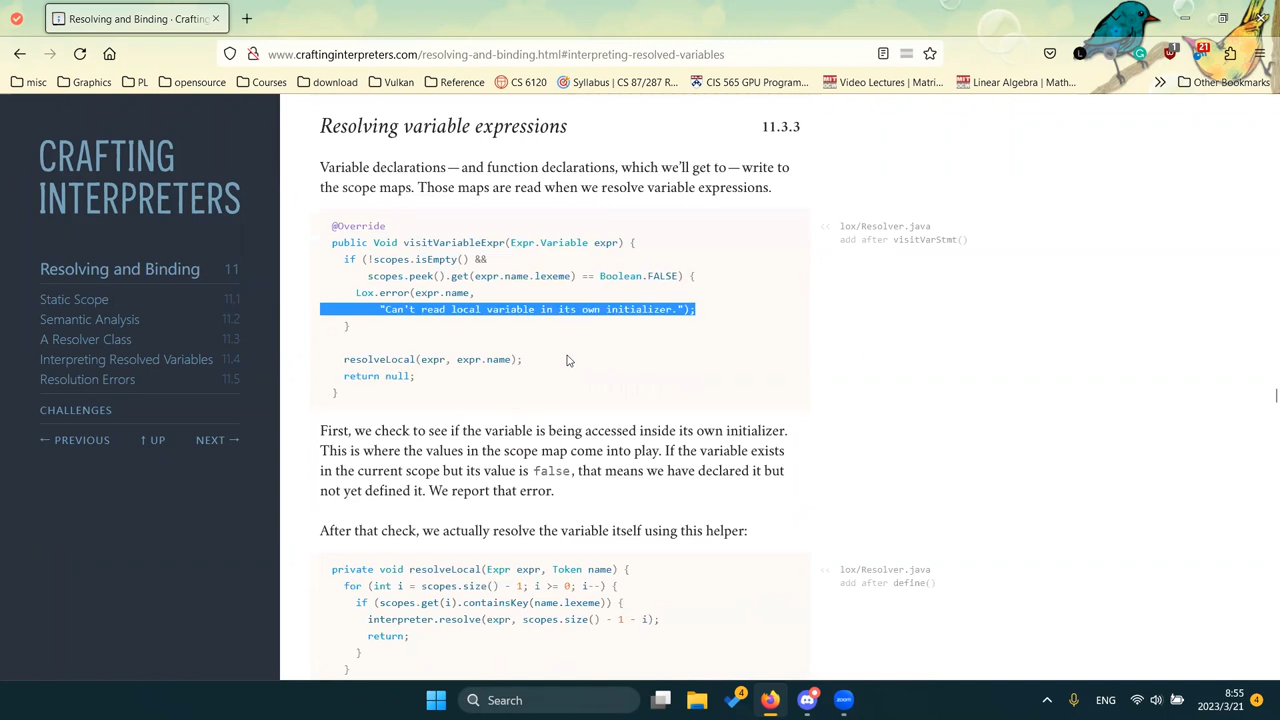 Resolving and Binding · Crafting
www.craftinginterpreters.com/resolving-and-binding.html#interpreting-resolved-variables
1
21
misc
Graphics
PL
opensource
Courses
download
Vulkan
Reference
CS 6120
Syllabus | CS 87/287 R...
CIS 565 GPU Program...
Video Lectures | Matri...
Linear Algebra | Math...
Other Bookmarks
CRAFTING
INTERPRETERS
Resolving and Binding 11
Static Scope 11.1
Semantic Analysis 11.2
A Resolver Class 11.3
Interpreting Resolved Variables 11.4
Resolution Errors 11.5
CHALLENGES
← PREVIOUS ↑ UP NEXT →
Resolving variable expressions 11.3.3
Variable declarations—and function declarations, which we’ll get to—write to
the scope maps. Those maps are read when we resolve variable expressions.
@Override
public Void visitVariableExpr(Expr.Variable expr) {
if (!scopes.isEmpty() &&
scopes.peek().get(expr.name.lexeme) == Boolean.FALSE) {
Lox.error(expr.name,
"Can't read local variable in its own initializer.");
}
resolveLocal(expr, expr.name);
return null;
}
<< lox/Resolver.java
add after visitVarStmt()
First, we check to see if the variable is being accessed inside its own initializer.
This is where the values in the scope map come into play. If the variable exists
in the current scope but its value is false, that means we have declared it but
not yet defined it. We report that error.
After that check, we actually resolve the variable itself using this helper:
private void resolveLocal(Expr expr, Token name) {
for (int i = scopes.size() - 1; i >= 0; i--) {
if (scopes.get(i).containsKey(name.lexeme)) {
interpreter.resolve(expr, scopes.size() - 1 - i);
return;
}
}
<< lox/Resolver.java
add after define()
Search
4
zoom
ENG
8:55
2023/3/21
4